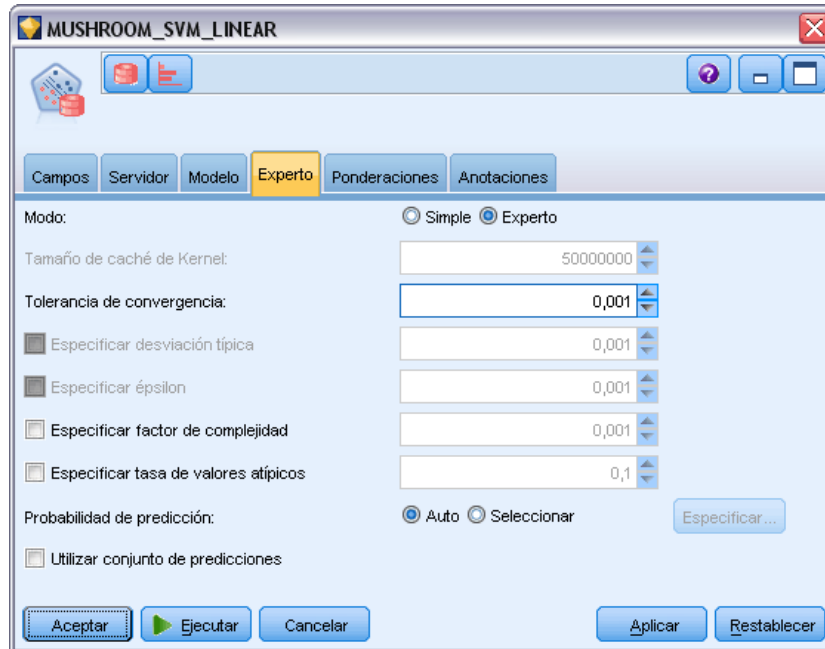 MUSHROOM_SVM_LINEAR
Campos Servidor Modelo Experto Ponderaciones Anotaciones
Modo: Simple Experto
Tamaño de caché de Kernel: 50000000
Tolerancia de convergencia: 0,001
Especificar desviación típica 0,001
Especificar épsilon 0,001
Especificar factor de complejidad 0,001
Especificar tasa de valores atípicos 0,1
Probabilidad de predicción: Auto Seleccionar Especificar...
Utilizar conjunto de predicciones
Aceptar Ejecutar Cancelar Aplicar Restablecer